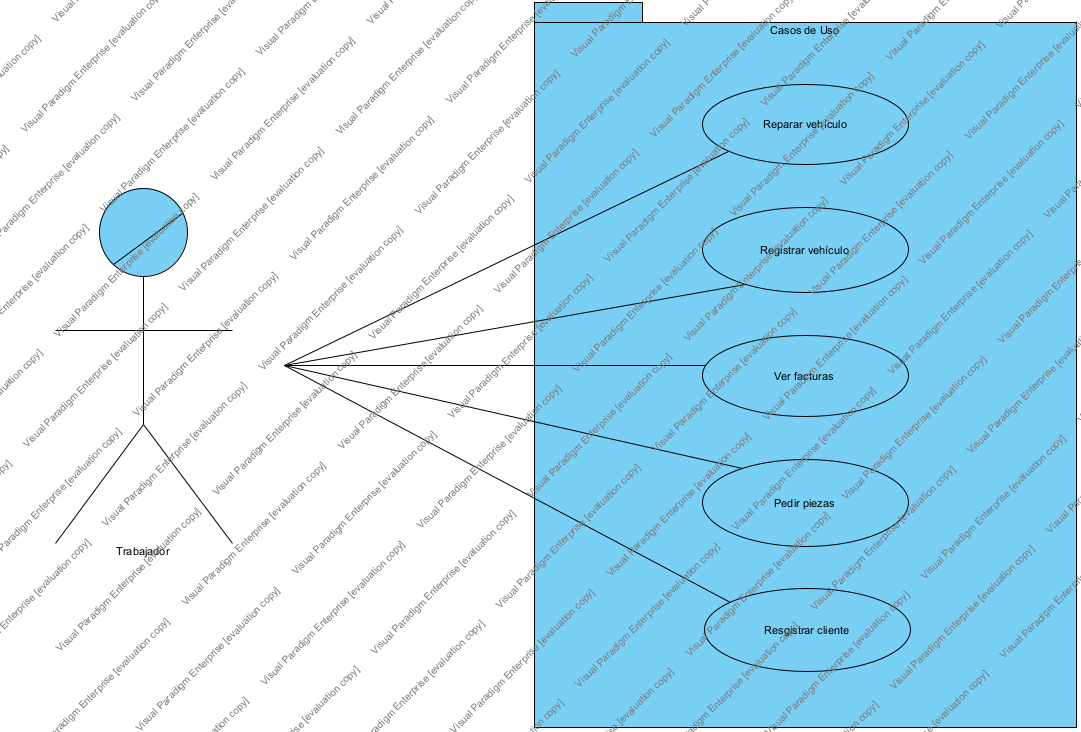 Casos de Uso
Reparar vehículo
Registrar vehículo
Ver facturas
Pedir piezas
Resgistrar cliente
Trabajador
Visual Paradigm Enterprise [evaluation copy]